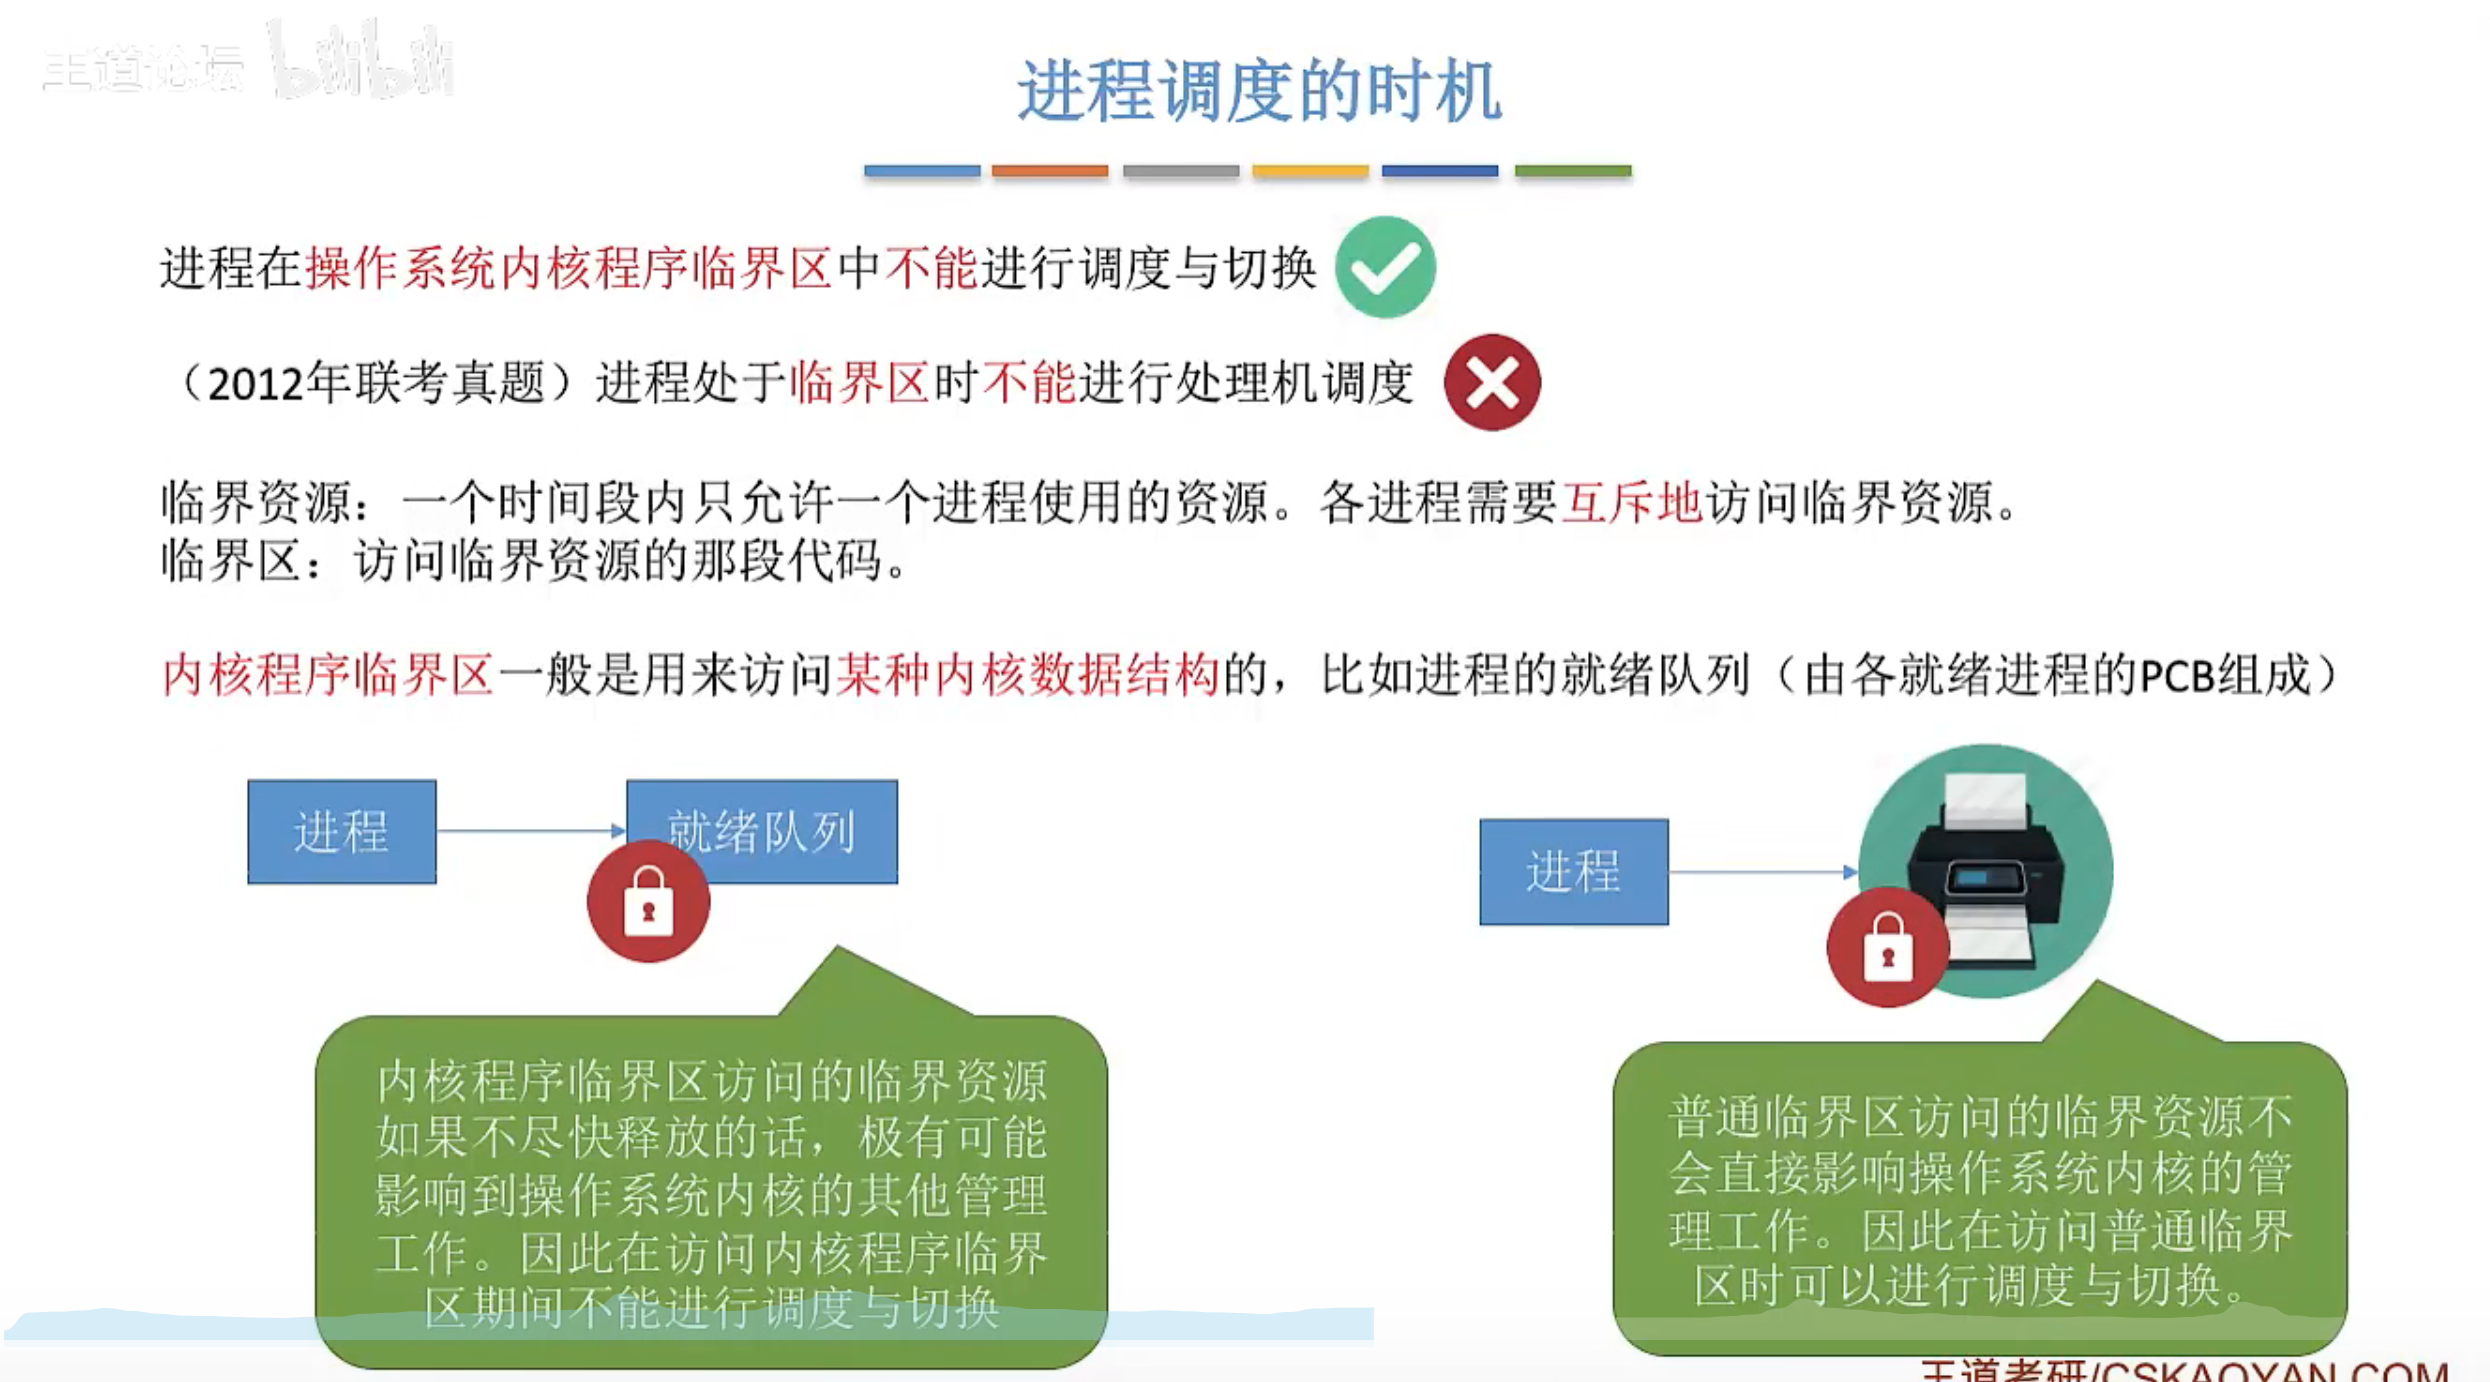 王道论坛 bilibili
进程调度的时机
进程在操作系统内核程序临界区中不能进行调度与切换
（2012年联考真题）进程处于临界区时不能进行处理机调度
临界资源：一个时间段内只允许一个进程使用的资源。各进程需要互斥地访问临界资源。
临界区：访问临界资源的那段代码。
内核程序临界区一般是用来访问某种内核数据结构的，比如进程的就绪队列（由各就绪进程的PCB组成）
进程
就绪队列
内核程序临界区访问的临界资源
如果不尽快释放的话，极有可能
影响到操作系统内核的其他管理
工作。因此在访问内核程序临界
区期间不能进行调度与切换
进程
普通临界区访问的临界资源不
会直接影响操作系统内核的管
理工作。因此在访问普通临界
区时可以进行调度与切换。
王道考研/CSKAOYAN.COM